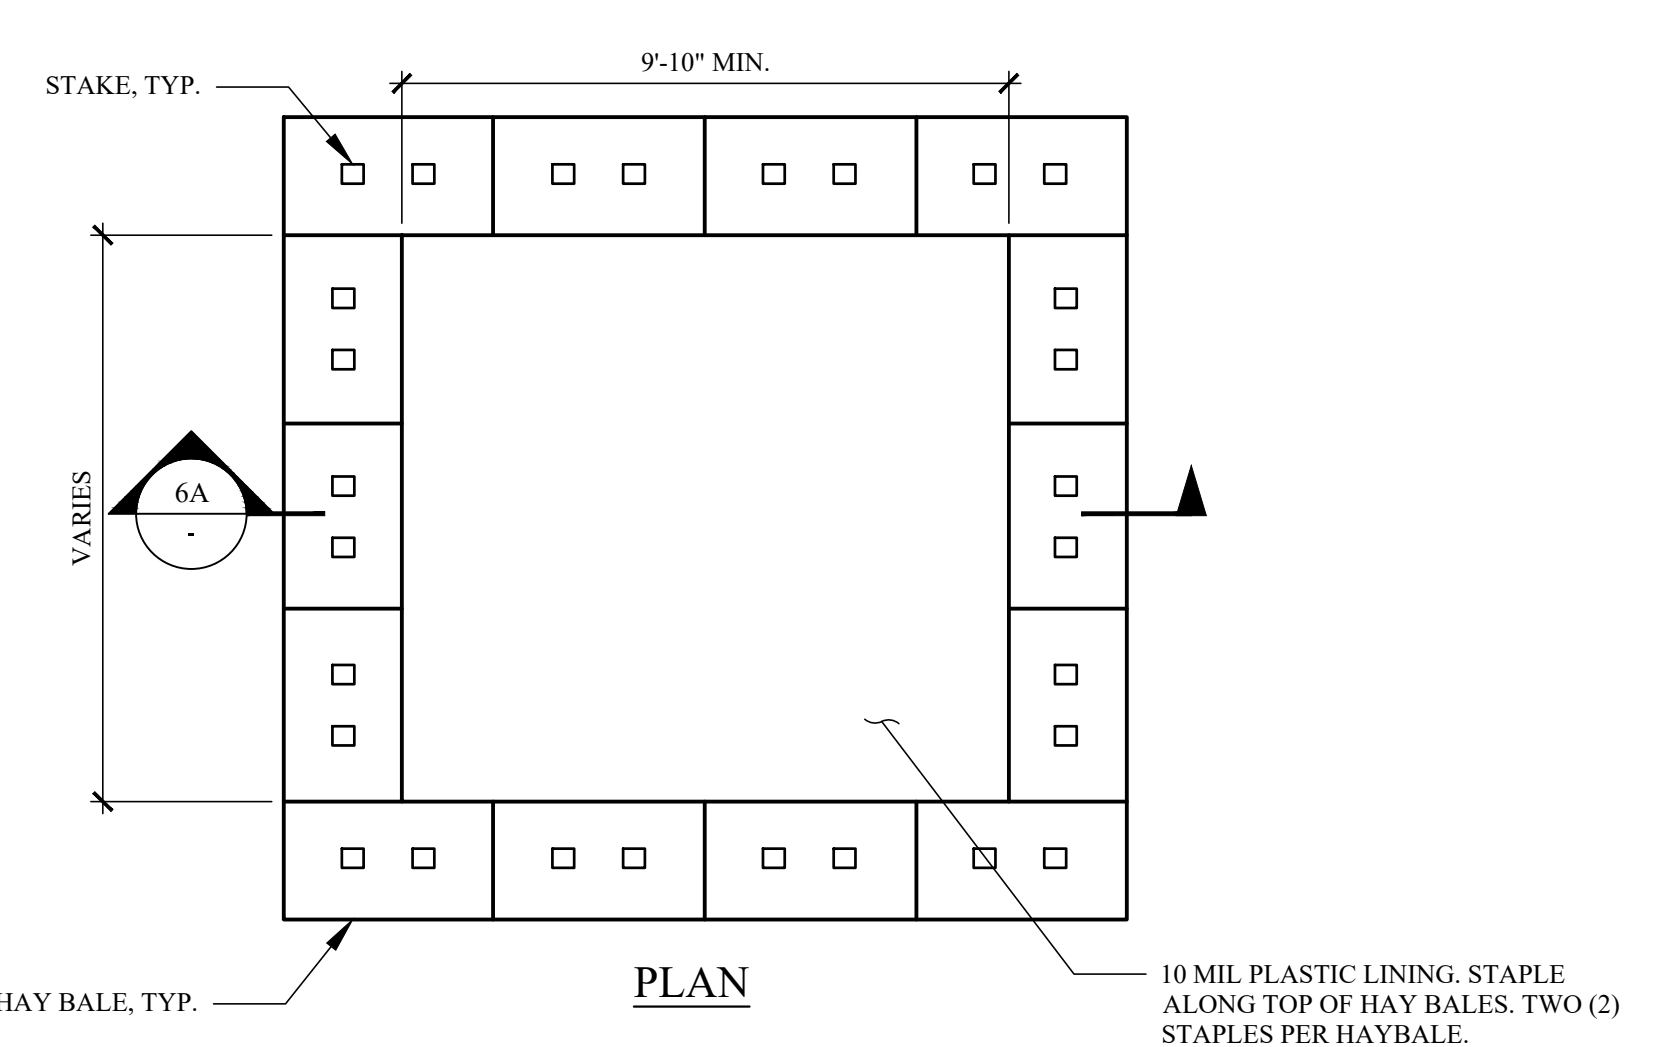 9'-10" MIN.
STAKE, TYP.
VARIES
6A
-
HAY BALE, TYP.
PLAN
10 MIL PLASTIC LINING. STAPLE
ALONG TOP OF HAY BALES. TWO (2)
STAPLES PER HAYBALE.